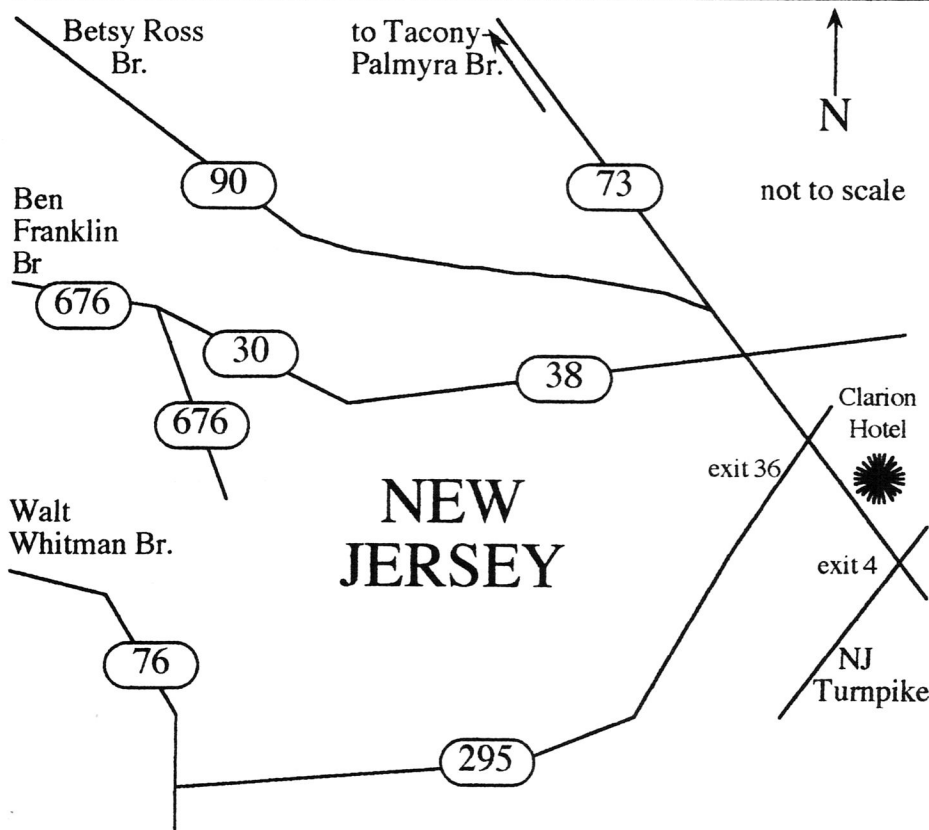 Betsy Ross
Br.
to Tacony-
Palmyra Br.
N
90
73
not to scale
Ben
Franklin
Br
676
30
38
676
Clarion
Hotel
exit 36
NEW
JERSEY
Walt
Whitman Br.
exit 4
76
NJ
Turnpike
295